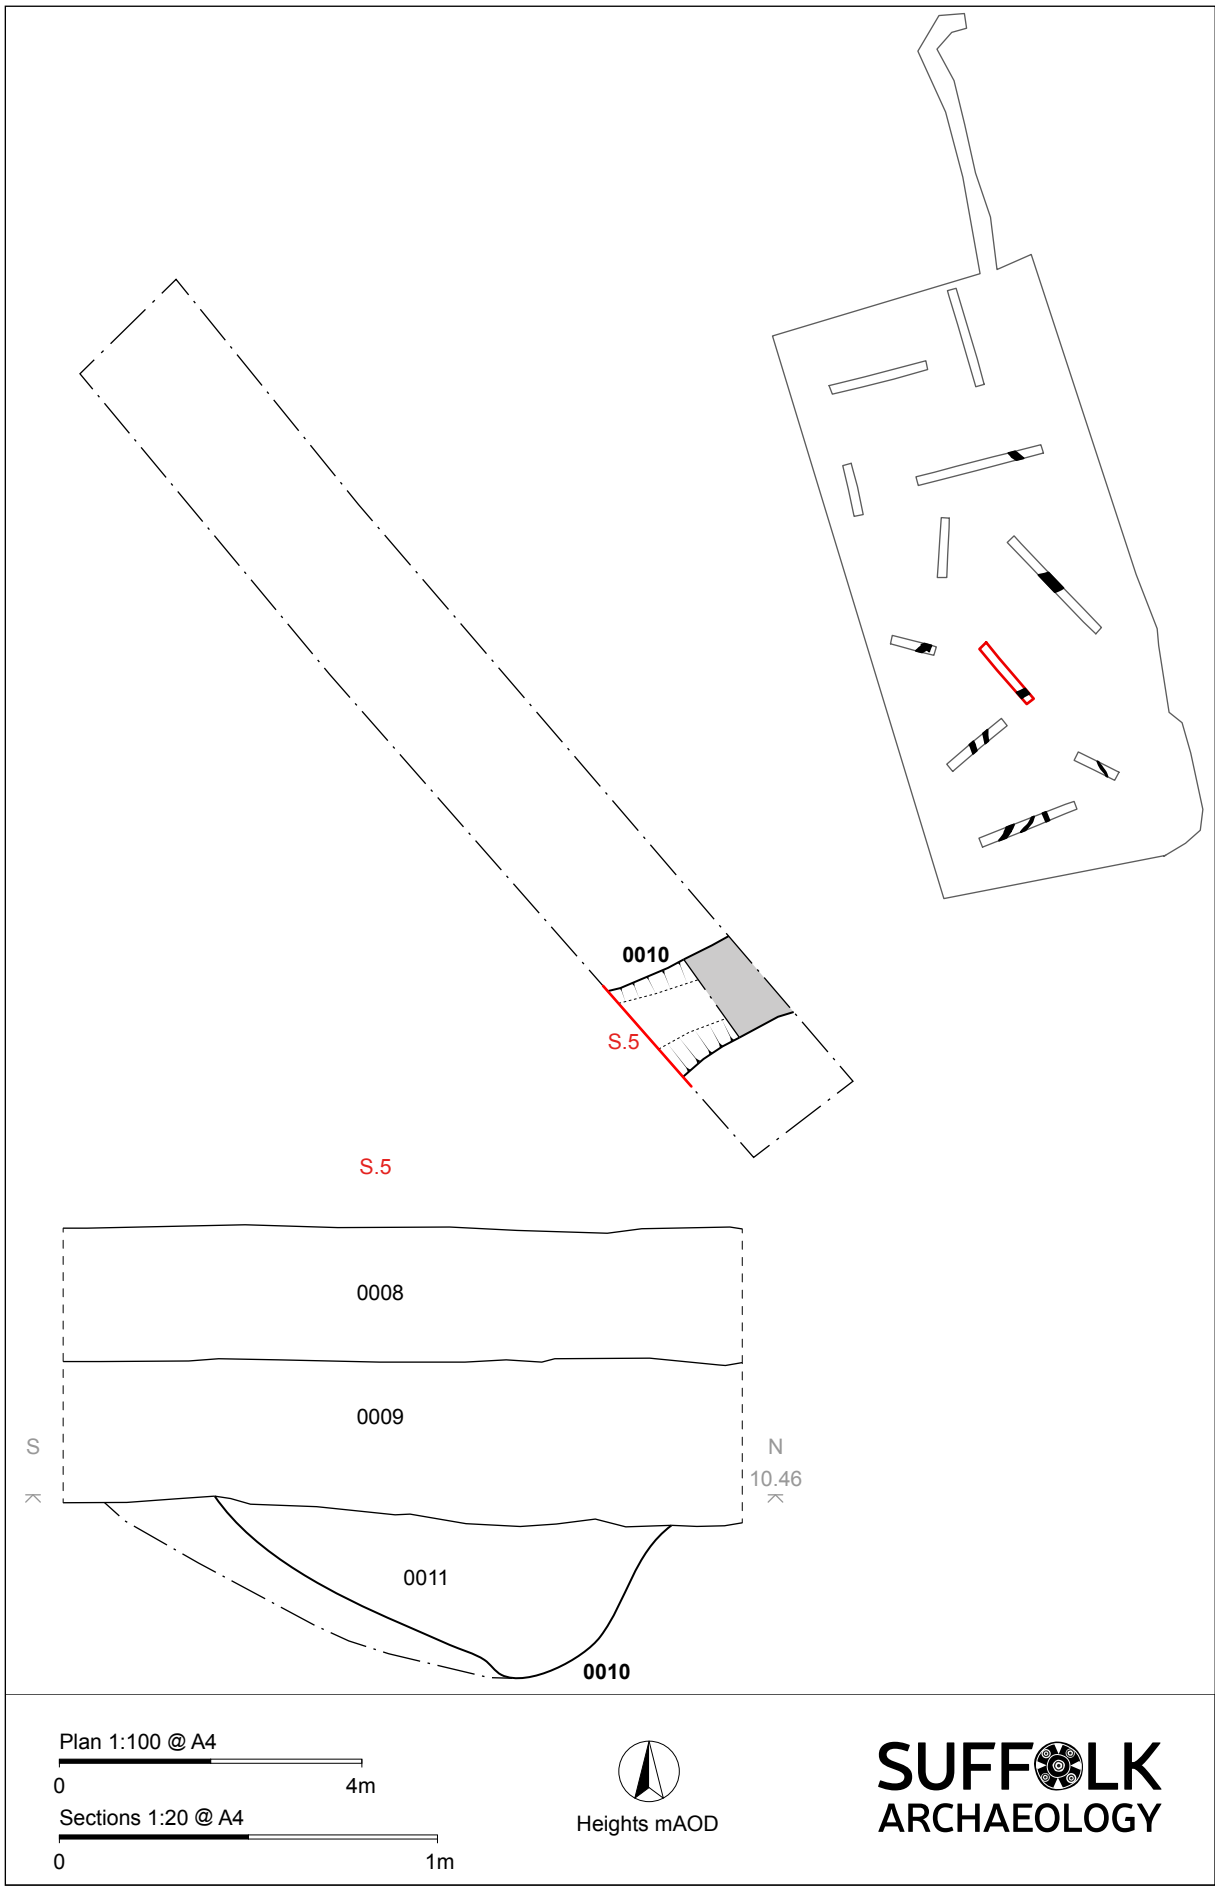 0010
S.5
S.5
0008
0009
S
N
10.46
0011
0010
Plan 1:100 @ A4
0 4m
Sections 1:20 @ A4
0 1m
Heights mAOD
SUFFOLK
ARCHAEOLOGY